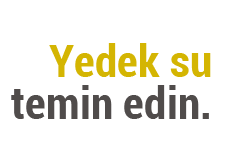 Yedek su
temin edin.